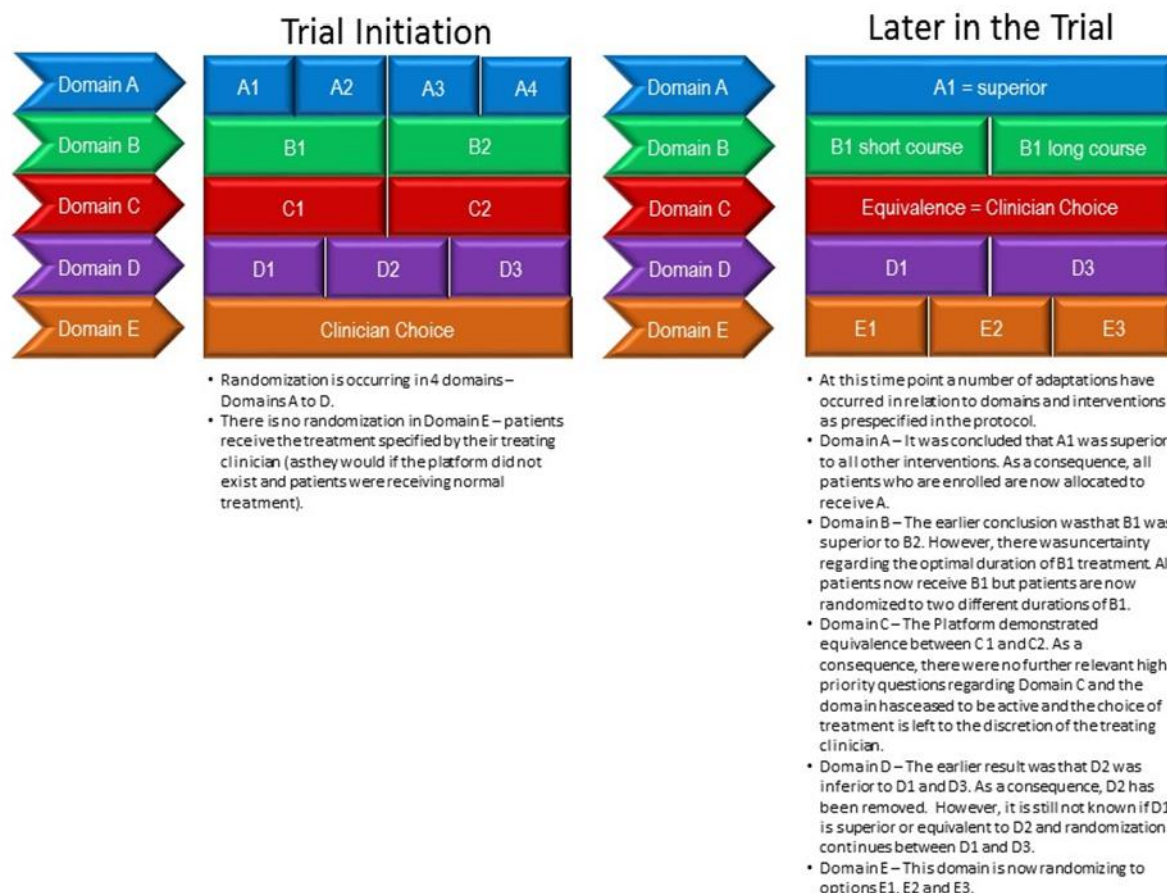 Trial Initiation
Domain A
A1 A2 A3 A4
Domain B
B1 B2
Domain C
C1 C2
Domain D
D1 D2 D3
Domain E
Clinician Choice
• Randomization is occurring in 4 domains –
Domains A to D.
• There is no randomization in Domain E – patients
receive the treatment specified by their treating
clinician (asthey would if the platform did not
exist and patients were receiving normal
treatment).
Later in the Trial
Domain A
A1 = superior
Domain B
B1 short course B1 long course
Domain C
Equivalence = Clinician Choice
Domain D
D1 D3
Domain E
E1 E2 E3
• At this time point a number of adaptations have
occurred in relation to domains and interventions
as prespecified in the protocol.
• Domain A – It was concluded that A1 was superior
to all other interventions. As a consequence, all
patients who are enrolled are now allocated to
receive A.
• Domain B – The earlier conclusion was that B1 was
superior to B2. However, there was uncertainty
regarding the optimal duration of B1 treatment. Al
patients now receive B1 but patients are now
randomized to two different durations of B1.
• Domain C – The Platform demonstrated
equivalence between C1 and C2. As a
consequence, there were no further relevant high
priority questions regarding Domain C and the
domain has ceased to be active and the choice of
treatment is left to the discretion of the treating
clinician.
• Domain D – The earlier result was that D2 was
inferior to D1 and D3. As a consequence, D2 has
been removed. However, it is still not known if D1
is superior or equivalent to D2 and randomization
continues between D1 and D3.
• Domain E – This domain is now randomizing to
options E1, E2 and E3.